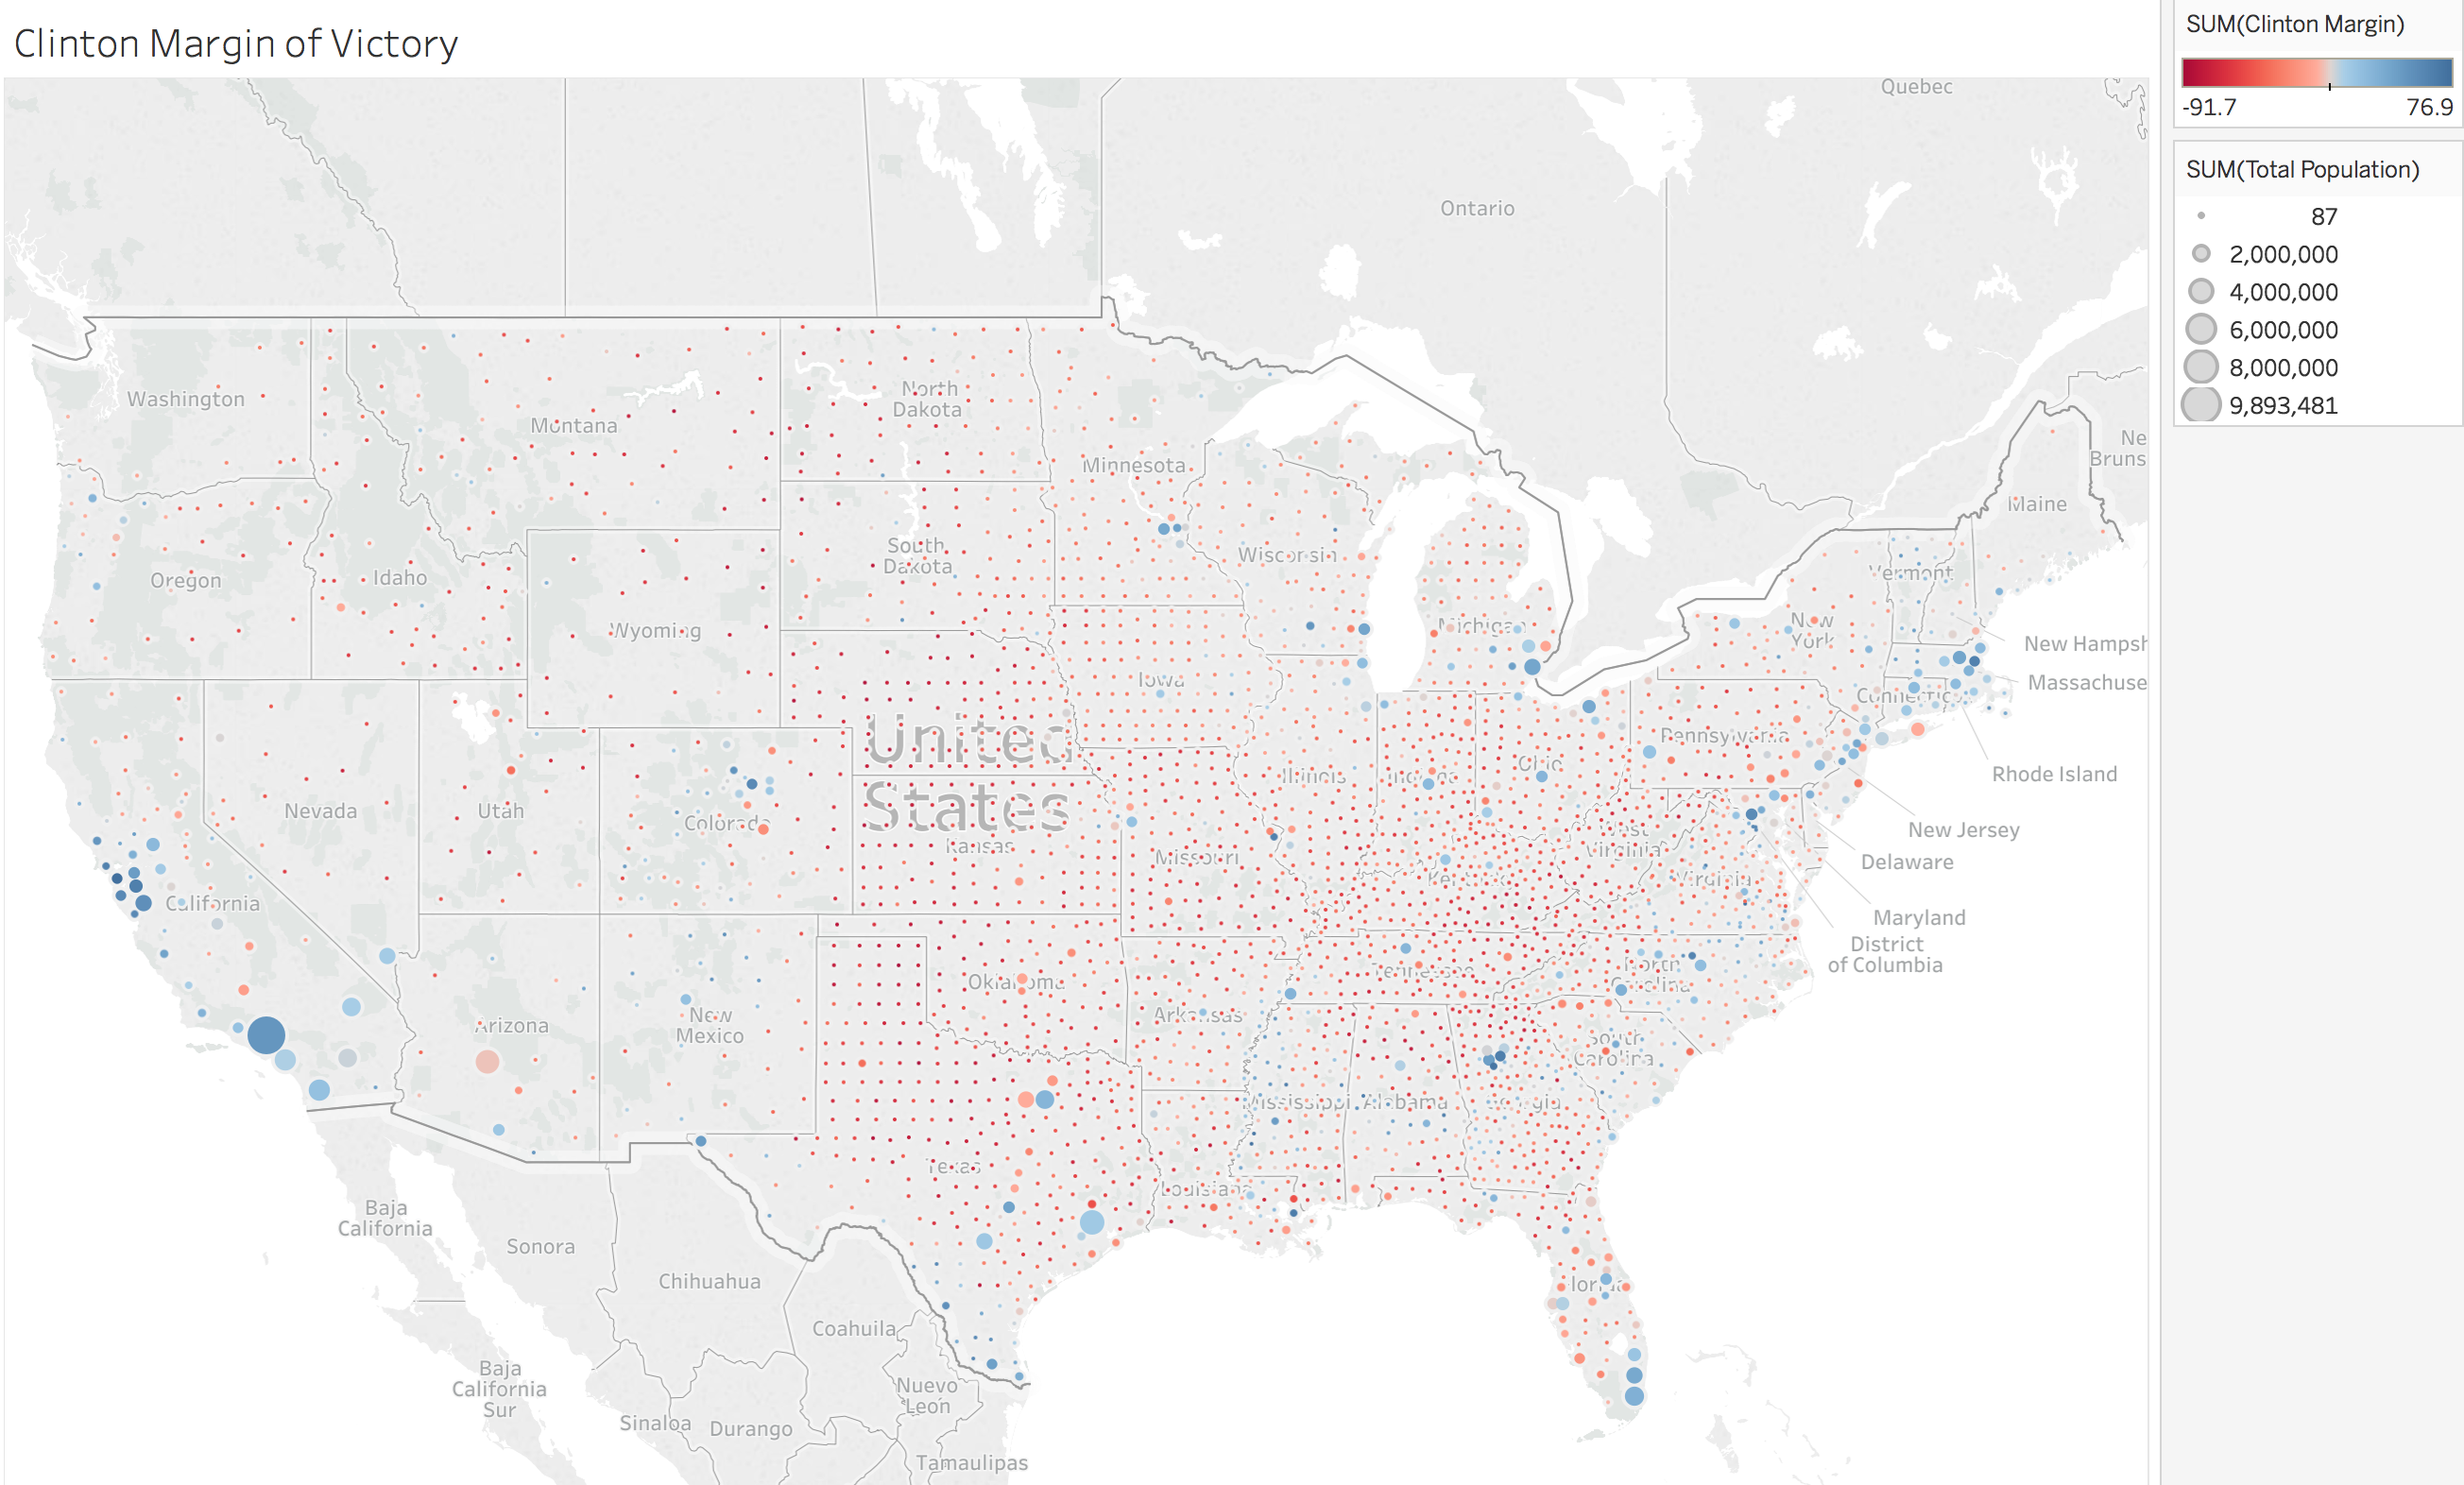 Clinton Margin of Victory
SUM(Clinton Margin)
-91.7
76.9
SUM(Total Population)
87
2,000,000
4,000,000
6,000,000
8,000,000
9,893,481
Quebec
Ontario
Ne
Bruns
Washington
Montana
North
Dakota
Minnesota
Maine
Oregon
Idaho
South
Dakota
Wisconsin
Vermont
Wyoming
Michigan
New
York
New Hampsh
Massachuse
Iowa
Connectic
United
States
Pennsylvania
Rhode Island
Nevada
Utah
Colorado
Kansas
Illinois
Indiana
Ohio
New Jersey
West
Virginia
Delaware
Missouri
Kentucky
Virginia
Maryland
District
of Columbia
California
Arizona
New
Mexico
Oklahoma
Arkansas
Tennessee
North
Carolina
South
Carolina
Mississippi
Alabama
Georgia
Texas
Louisiana
Florida
Baja
California
Sonora
Chihuahua
Coahuila
Baja
California
Sur
Sinaloa
Durango
Nuevo
León
Tamaulipas